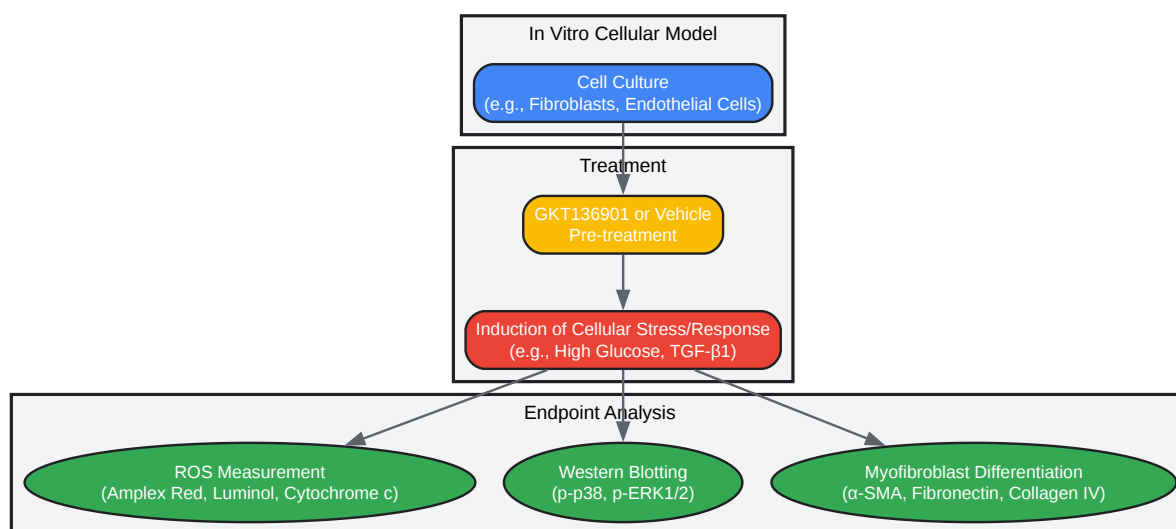 In Vitro Cellular Model
Cell Culture
(e.g., Fibroblasts, Endothelial Cells)
Treatment
GKT136901 or Vehicle
Pre-treatment
Induction of Cellular Stress/Response
(e.g., High Glucose, TGF-β1)
Endpoint Analysis
ROS Measurement
(Amplex Red, Luminol, Cytochrome c)
Western Blotting
(p-p38, p-ERK1/2)
Myofibroblast Differentiation
(α-SMA, Fibronectin, Collagen IV)